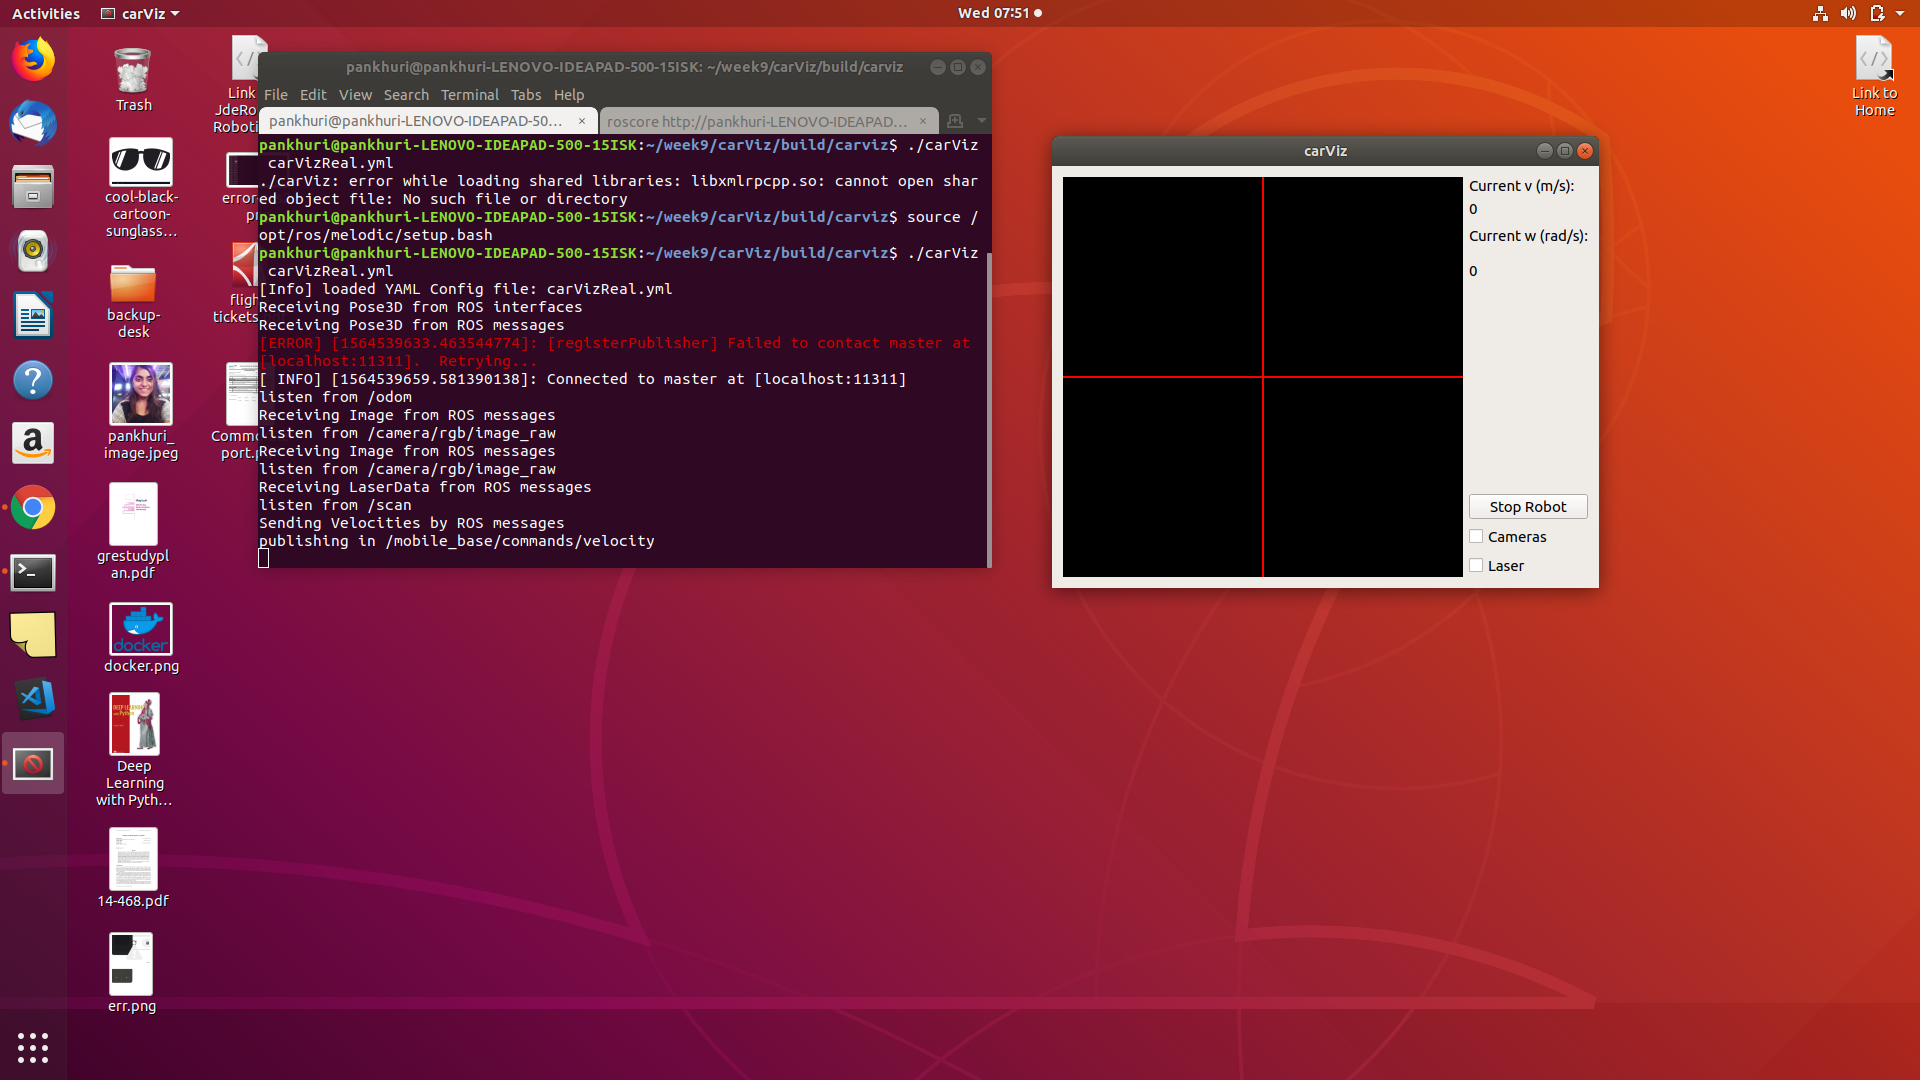 Activities
carViz
Wed 07:51
Trash
cool-black-
cartoon-
sunglass…
backup-
desk
pankhuri_
image.jpeg
grestudypl
an.pdf
docker
docker.png
Deep
Learning
with Pyth…
14-468.pdf
err.png
Link
JdeRo
Roboti
error
p
fligh
tickets
Commo
port.
Link to
Home
pankhuri@pankhuri-LENOVO-IDEAPAD-500-15ISK: ~/week9/carViz/build/carviz
File Edit View Search Terminal Tabs Help
pankhuri@pankhuri-LENOVO-IDEAPAD-50… ×
roscore http://pankhuri-LENOVO-IDEAPAD… ×
pankhuri@pankhuri-LENOVO-IDEAPAD-500-15ISK:~/week9/carViz/build/carviz$ ./carViz
 carVizReal.yml
./carViz: error while loading shared libraries: libxmlrpcpp.so: cannot open shar
ed object file: No such file or directory
pankhuri@pankhuri-LENOVO-IDEAPAD-500-15ISK:~/week9/carViz/build/carviz$ source /
opt/ros/melodic/setup.bash
pankhuri@pankhuri-LENOVO-IDEAPAD-500-15ISK:~/week9/carViz/build/carviz$ ./carViz
 carVizReal.yml
[Info] loaded YAML Config file: carVizReal.yml
Receiving Pose3D from ROS interfaces
Receiving Pose3D from ROS messages
[ERROR] [1564539633.463544774]: [registerPublisher] Failed to contact master at
[localhost:11311].  Retrying...
[ INFO] [1564539659.581390138]: Connected to master at [localhost:11311]
listen from /odom
Receiving Image from ROS messages
listen from /camera/rgb/image_raw
Receiving Image from ROS messages
listen from /camera/rgb/image_raw
Receiving LaserData from ROS messages
listen from /scan
Sending Velocities by ROS messages
publishing in /mobile_base/commands/velocity
carViz
Current v (m/s):
0
Current w (rad/s):
0
Stop Robot
Cameras
Laser